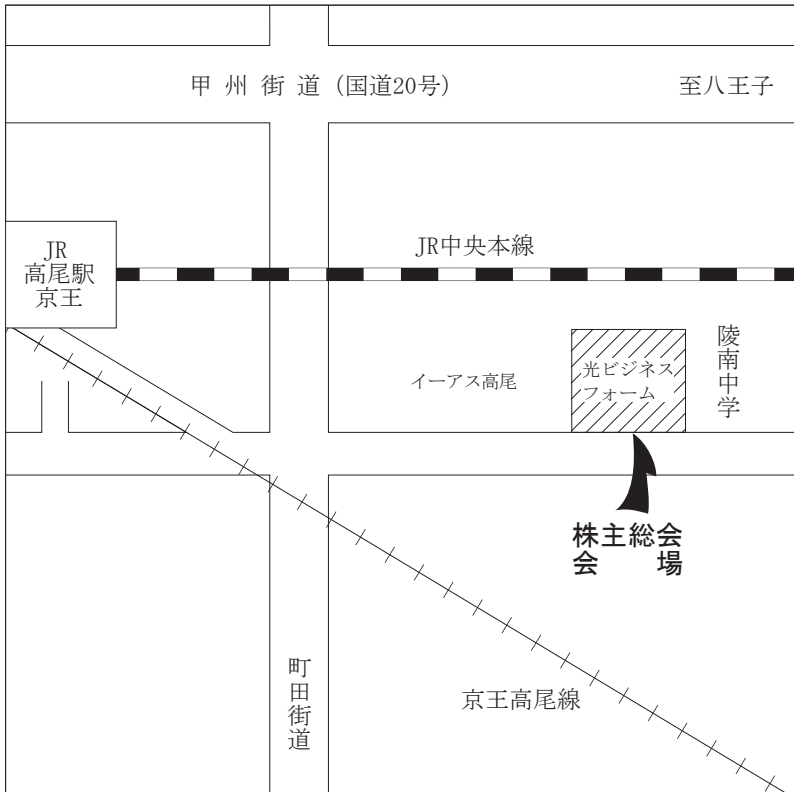 甲州街道(国道20号)
至八王子
JR中央本線
JR
高尾駅
京王
イーアス高尾
光ビジネス
フォーム
陵南中学
株主総会
会場
町田街道
京王高尾線